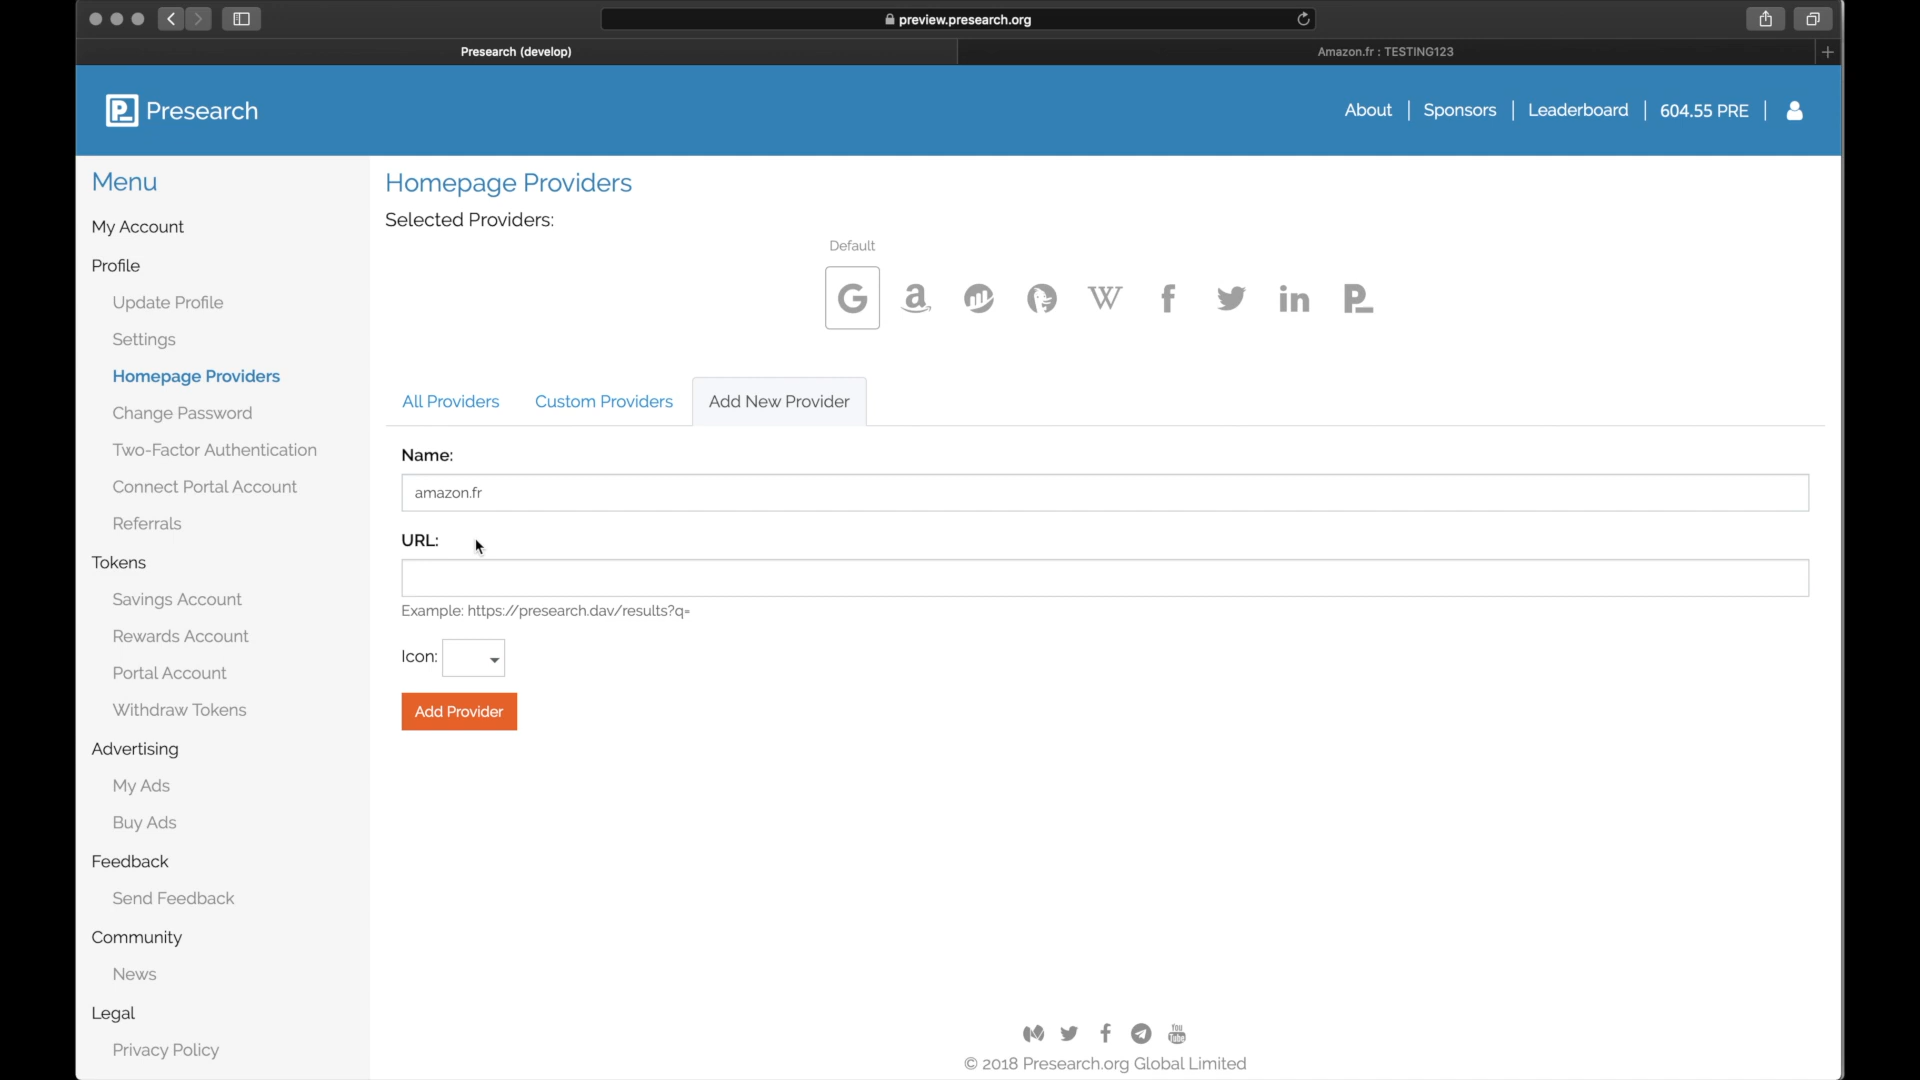 preview.presearch.org
Presearch (develop)
Amazon.fr : TESTING123
Presearch
About
Sponsors
Leaderboard
604.55 PRE
Menu
My Account
Profile
Update Profile
Settings
Homepage Providers
Change Password
Two-Factor Authentication
Connect Portal Account
Referrals
Tokens
Savings Account
Rewards Account
Portal Account
Withdraw Tokens
Advertising
My Ads
Buy Ads
Feedback
Send Feedback
Community
News
Legal
Privacy Policy
Homepage Providers
Selected Providers:
Default
All Providers
Custom Providers
Add New Provider
Name:
amazon.fr
URL:
Example: https://presearch.dav/results?q=
Icon:
Add Provider
You
Tube
© 2018 Presearch.org Global Limited